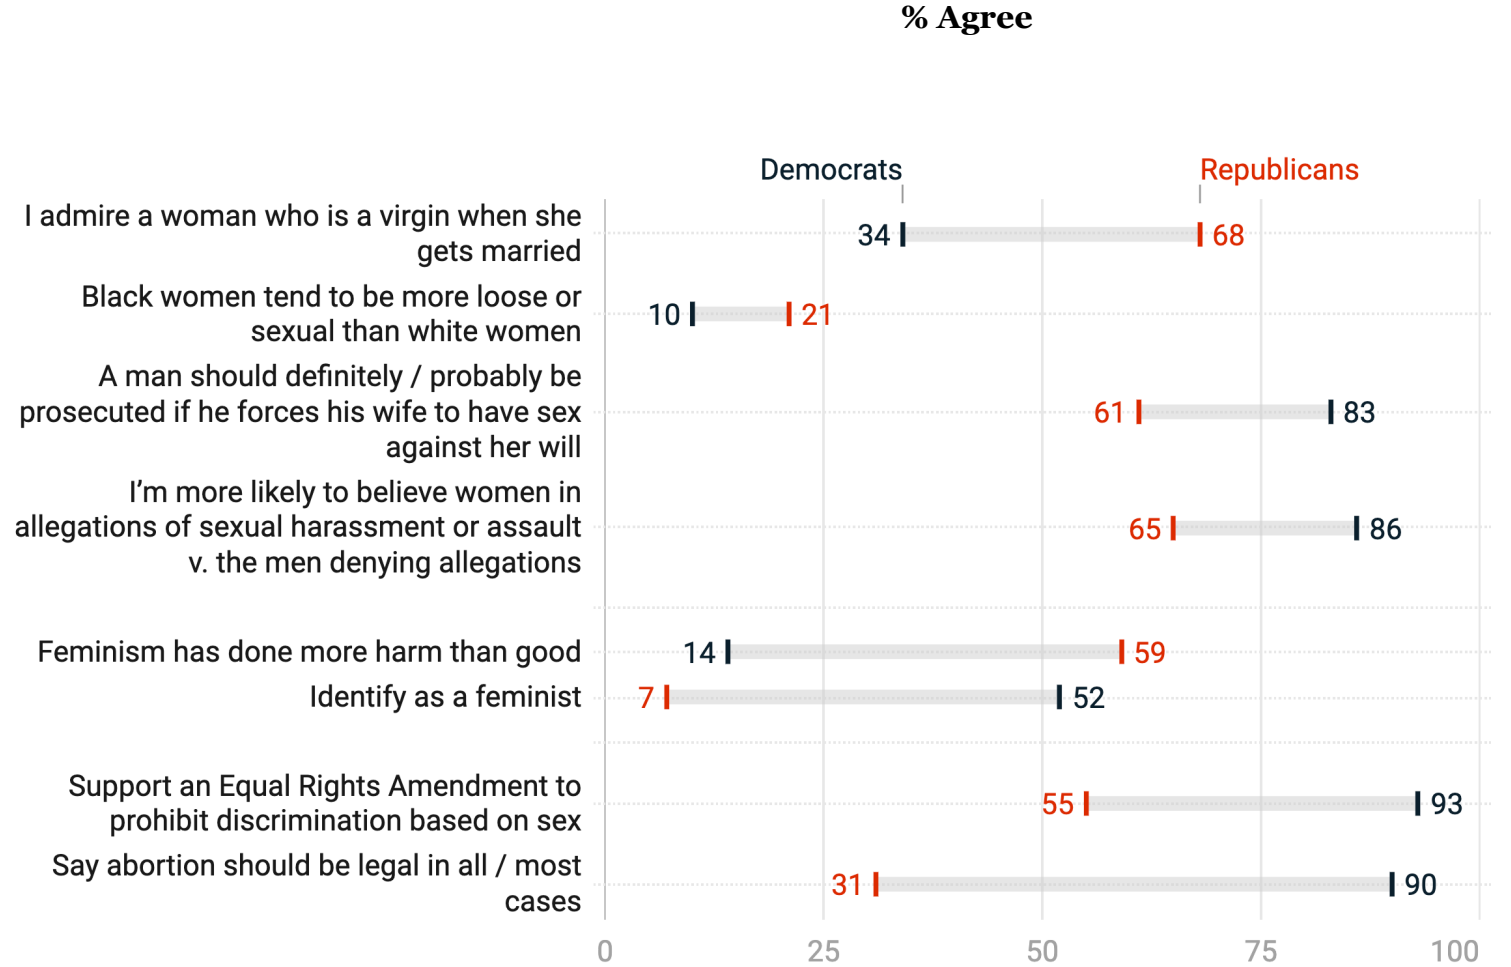 % Agree
Democrats
Republicans
I admire a woman who is a virgin when she
gets married
34
68
Black women tend to be more loose or
sexual than white women
10
21
A man should definitely / probably be
prosecuted if he forces his wife to have sex
against her will
61
83
I’m more likely to believe women in
allegations of sexual harassment or assault
v. the men denying allegations
65
86
Feminism has done more harm than good
14
59
Identify as a feminist
7
52
Support an Equal Rights Amendment to
prohibit discrimination based on sex
55
93
Say abortion should be legal in all / most
cases
31
90
0
25
50
75
100